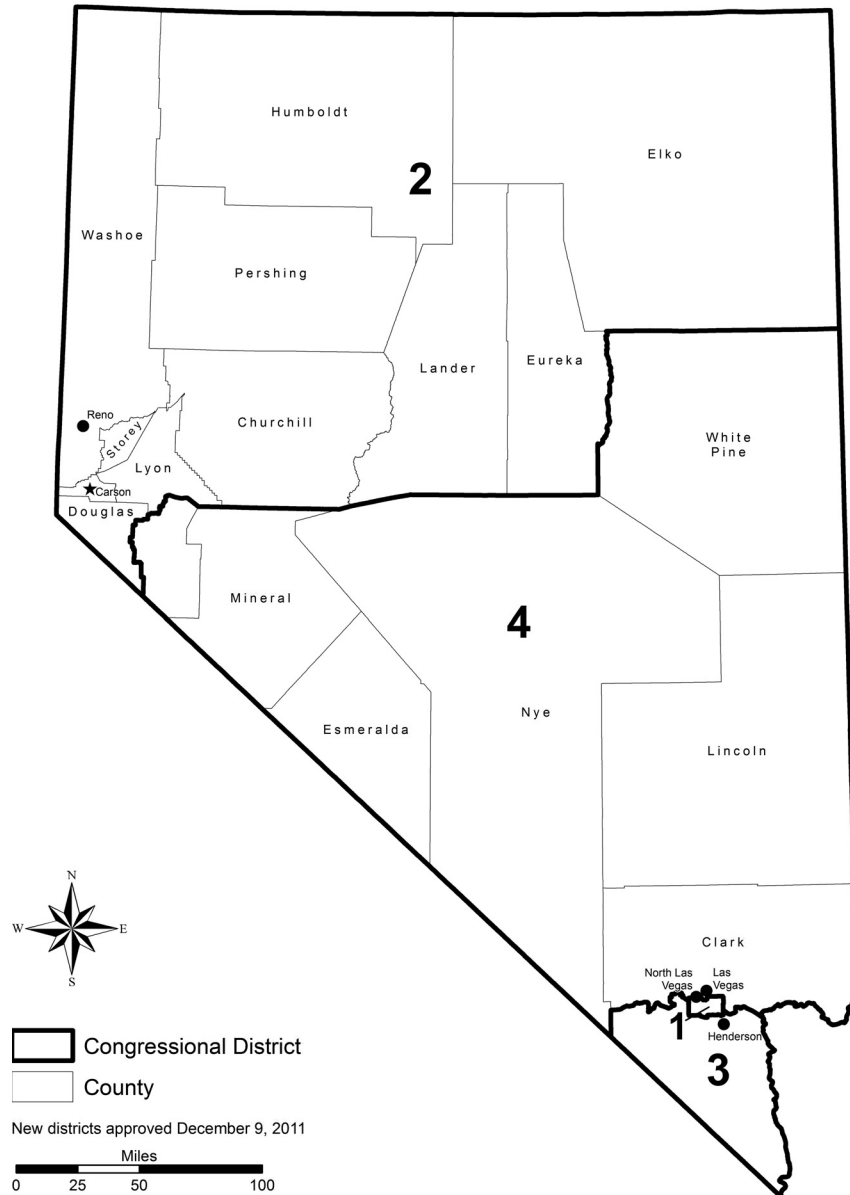 Humboldt
Elko
2
Washoe
Pershing
Lander
Eureka
Reno
Churchill
Storey
Lyon
White
Pine
Carson
Douglas
Mineral
4
Nye
Esmeralda
Lincoln
N
W
E
S
Clark
North Las
Vegas
Las
Vegas
1
Henderson
3
Congressional District
County
New districts approved December 9, 2011
Miles
0 25 50 100